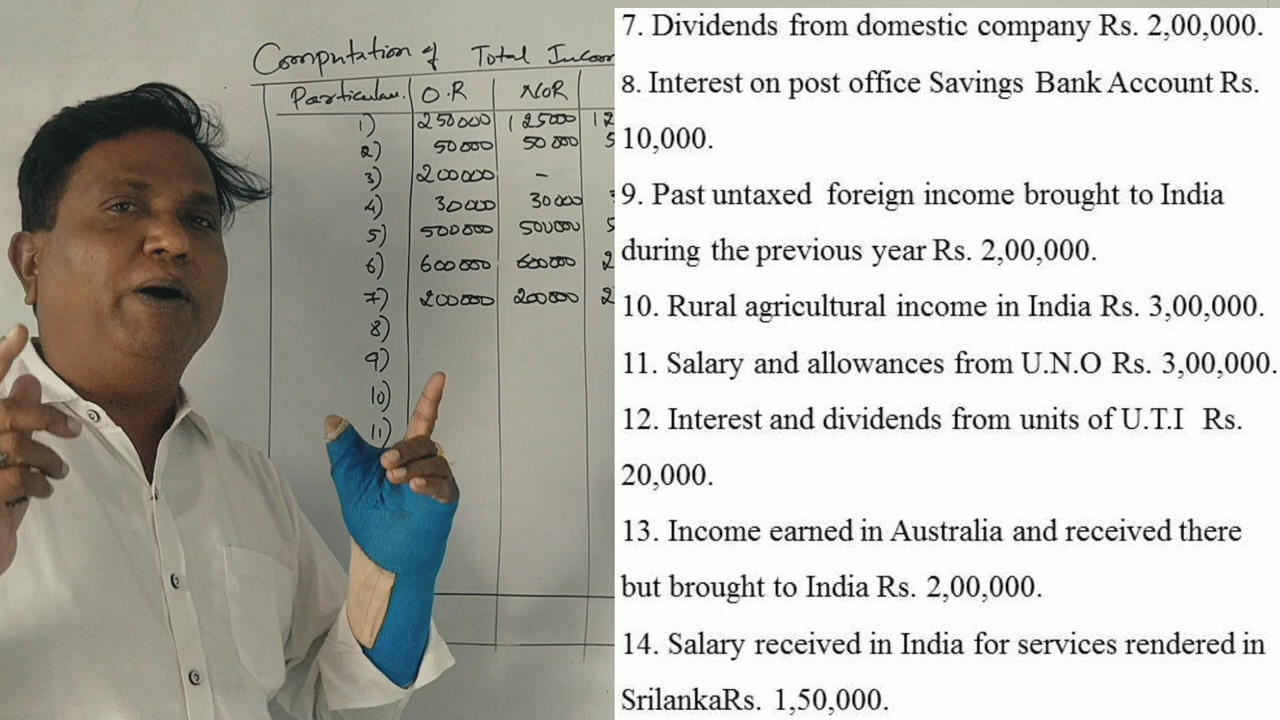 Computation of Total Incom
Particulars. O.R NOR
1) 250000 125000 12
2) 50000 50000 5
3) 200000 -
4) 30000 30000
5) 500000 500000 5
6) 600000 600000 2
7) 200000 200000 2
8)
9)
10)
11)
7. Dividends from domestic company Rs. 2,00,000.
8. Interest on post office Savings Bank Account Rs.
10,000.
9. Past untaxed foreign income brought to India
during the previous year Rs. 2,00,000.
10. Rural agricultural income in India Rs. 3,00,000.
11. Salary and allowances from U.N.O Rs. 3,00,000.
12. Interest and dividends from units of U.T.I Rs.
20,000.
13. Income earned in Australia and received there
but brought to India Rs. 2,00,000.
14. Salary received in India for services rendered in
SrilankaRs. 1,50,000.